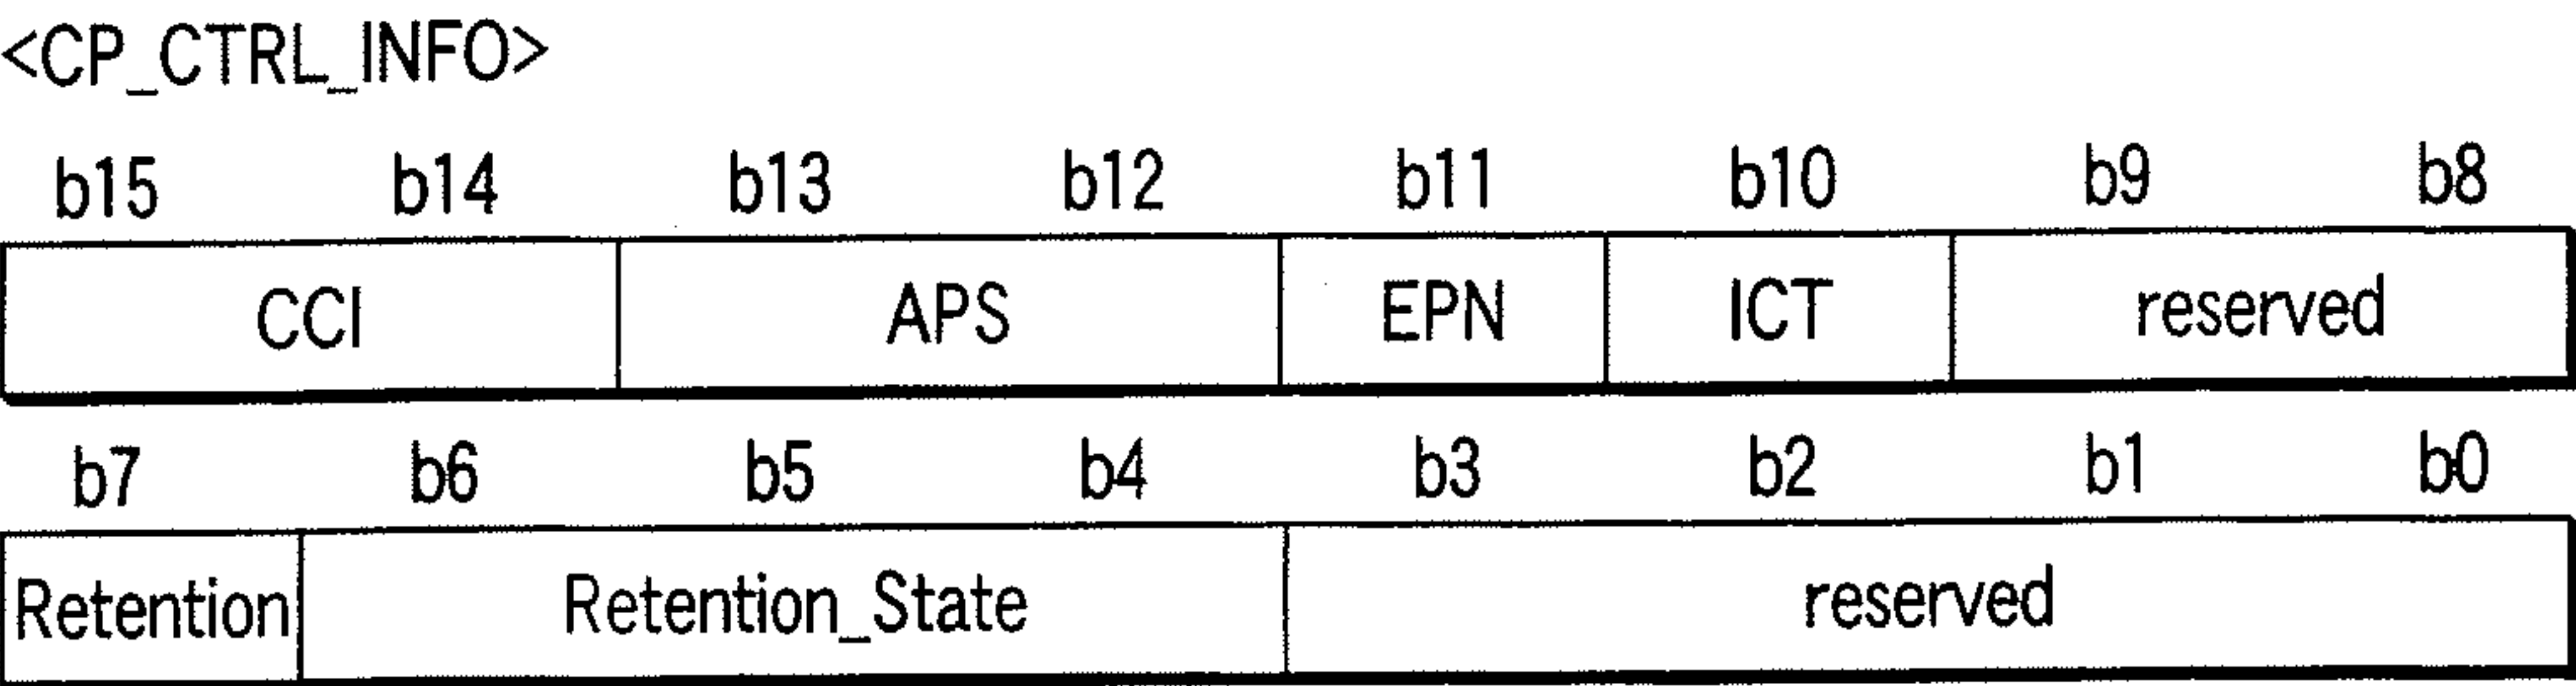 <CP_CTRL_INFO>
b15 b14 b13 b12 b11 b10 b9 b8
CCI APS EPN ICT reserved
b7 b6 b5 b4 b3 b2 b1 b0
Retention Retention_State reserved